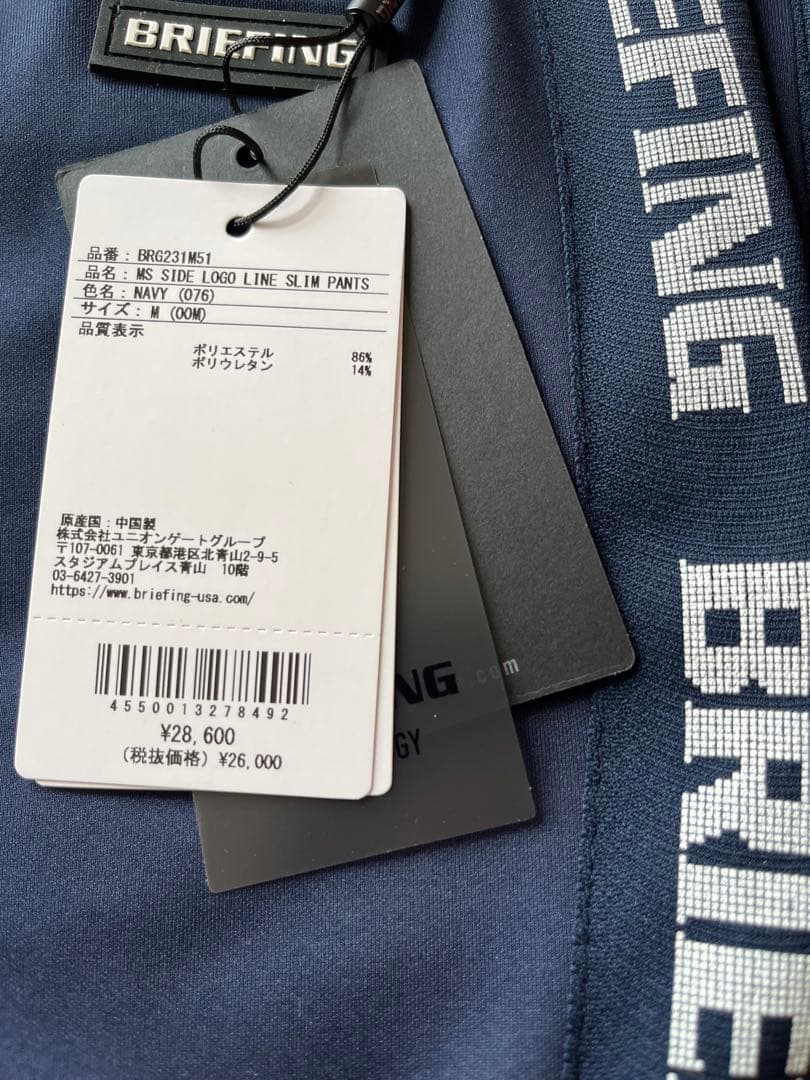 BRIEFING
品番：BRG231M51
品名：MS SIDE LOGO LINE SLIM PANTS
色名：NAVY (076)
サイズ：M (00M)
品質表示
ポリエステル 86%
ポリウレタン 14%
原産国：中国製
株式会社ユニオンゲートグループ
〒107-0061 東京都港区北青山2-9-5
スタジアムプレイス青山 10階
03-6427-3901
https://www.briefing-usa.com/
4550013278492
¥28,600
(税抜価格) ¥26,000
ING
.com
GY
EFING
BRIE